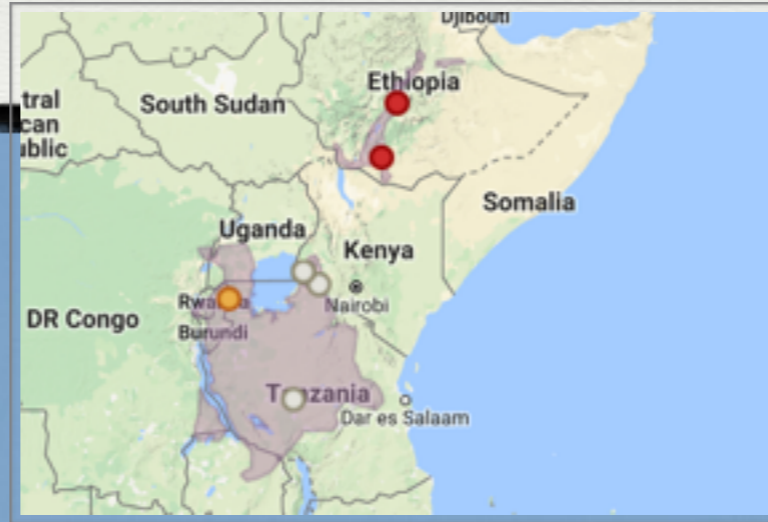 Djibouti
Ethiopia
South Sudan
tral
can
ublic
Somalia
Uganda
Kenya
Nairobi
DR Congo
Burundi
Dar es Salaam